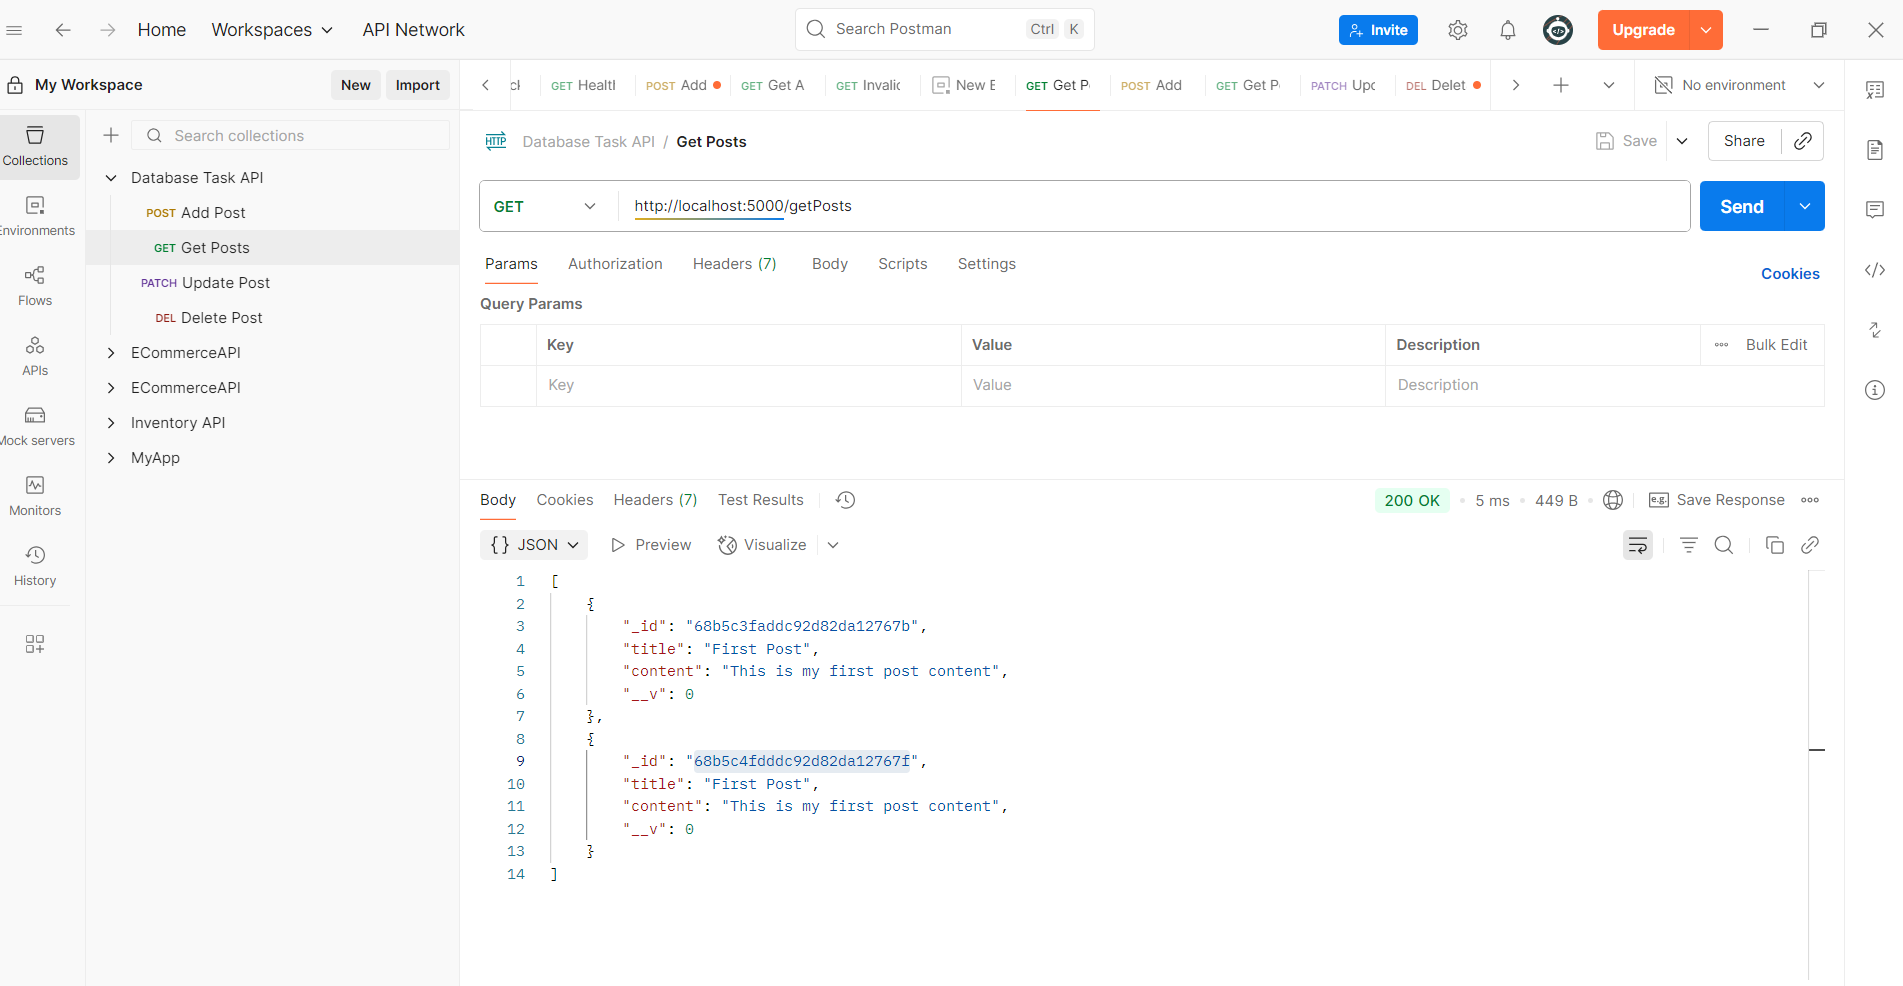 Home
Workspaces
API Network
Search Postman
Ctrl K
Invite
Upgrade
My Workspace
New
Import
GET Healtl
POST Add
GET Get A
GET Invalic
New E
GET Get P
POST Add
GET Get P
PATCH Upc
DEL Delet
No environment
Collections
Environments
Flows
APIs
Mock servers
Monitors
History
Search collections
Database Task API
POST Add Post
GET Get Posts
PATCH Update Post
DEL Delete Post
ECommerceAPI
ECommerceAPI
Inventory API
MyApp
HTTP Database Task API / Get Posts
Save
Share
GET http://localhost:5000/getPosts
Send
Params Authorization Headers (7) Body Scripts Settings
Cookies
Query Params
Key Value Description Bulk Edit
Key Value Description
Body Cookies Headers (7) Test Results
200 OK 5 ms 449 B e.g. Save Response
{} JSON Preview Visualize
1 [
2 {
3 "_id": "68b5c3faddc92d82da12767b",
4 "title": "First Post",
5 "content": "This is my first post content",
6 "__v": 0
7 },
8 {
9 "_id": "68b5c4fdddc92d82da12767f",
10 "title": "First Post",
11 "content": "This is my first post content",
12 "__v": 0
13 }
14 ]